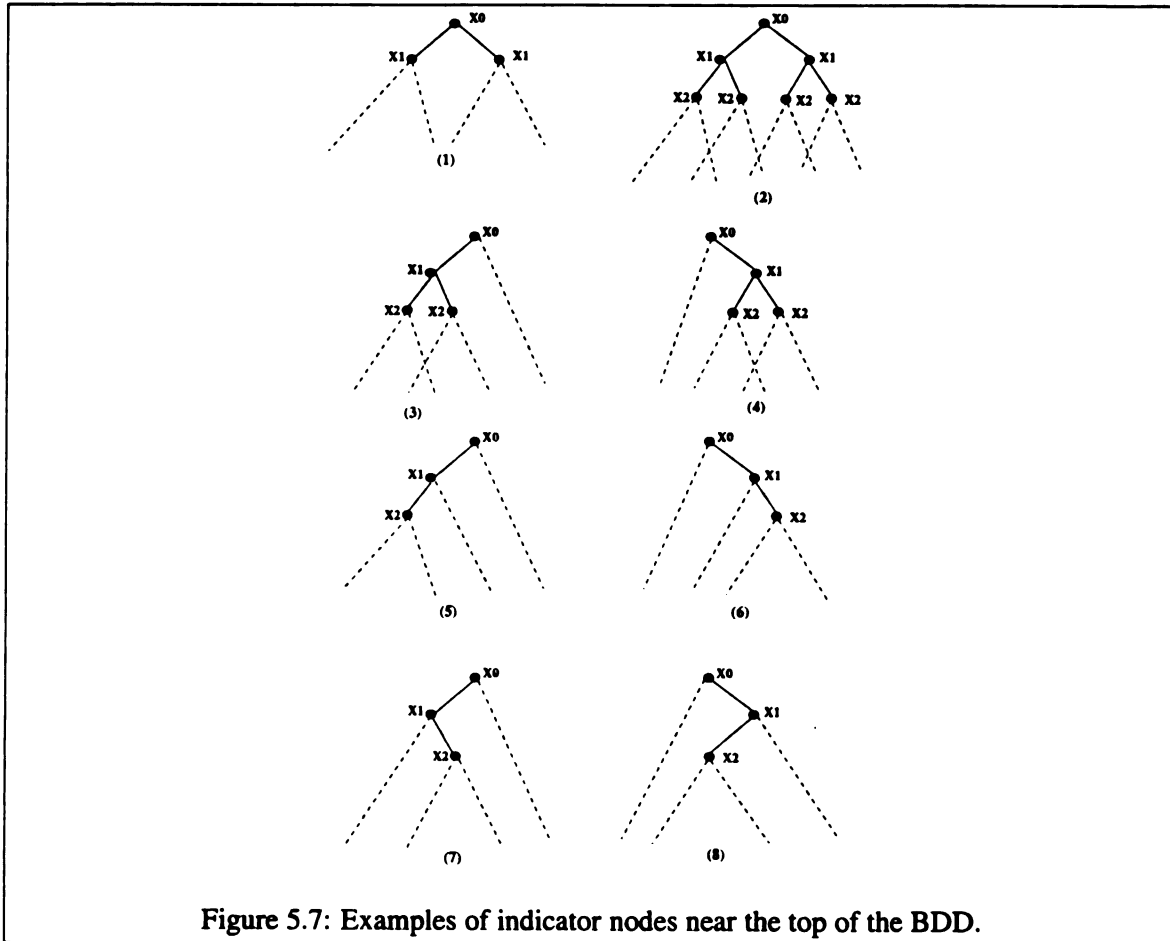 X0 X0
X1 X1 X1 X1
X2 X2 X2 X2
(1)
(2)
X0 X0
X1 X1
X2 X2 X2 X2
(3) (4)
X0 X0
X1 X1
X2 X2
(5) (6)
X0 X0
X1 X1
X2 X2
(7) (8)
Figure 5.7: Examples of indicator nodes near the top of the BDD.